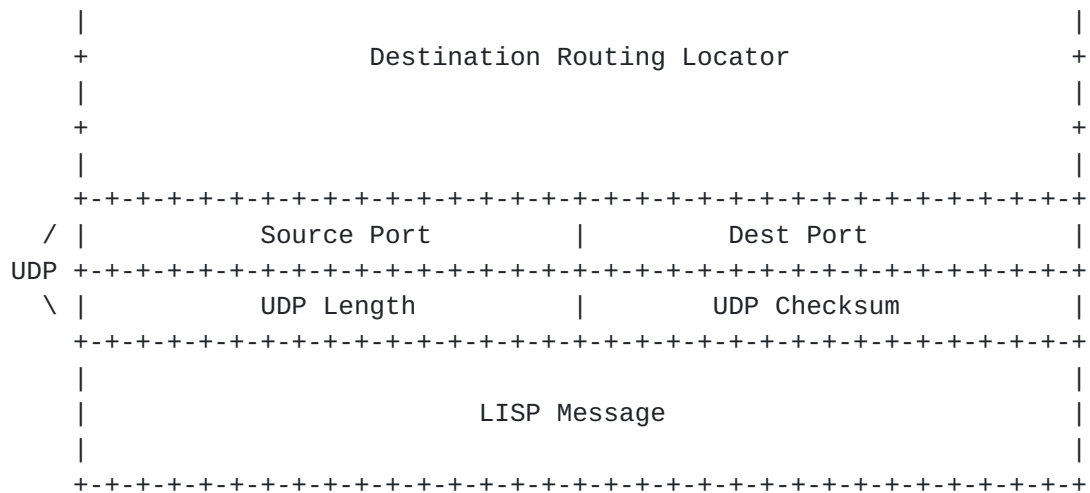 |                                                               |
+                  Destination Routing Locator                  +
|                                                               |
+                                                               +
|                                                               |
+-+-+-+-+-+-+-+-+-+-+-+-+-+-+-+-+-+-+-+-+-+-+-+-+-+-+-+-+-+-+-+-+
/ |           Source Port         |         Dest Port             |
UDP +-+-+-+-+-+-+-+-+-+-+-+-+-+-+-+-+-+-+-+-+-+-+-+-+-+-+-+-+-+-+-+-+
\ |           UDP Length          |        UDP Checksum           |
+-+-+-+-+-+-+-+-+-+-+-+-+-+-+-+-+-+-+-+-+-+-+-+-+-+-+-+-+-+-+-+-+
|                                                               |
|                         LISP Message                          |
|                                                               |
+-+-+-+-+-+-+-+-+-+-+-+-+-+-+-+-+-+-+-+-+-+-+-+-+-+-+-+-+-+-+-+-+